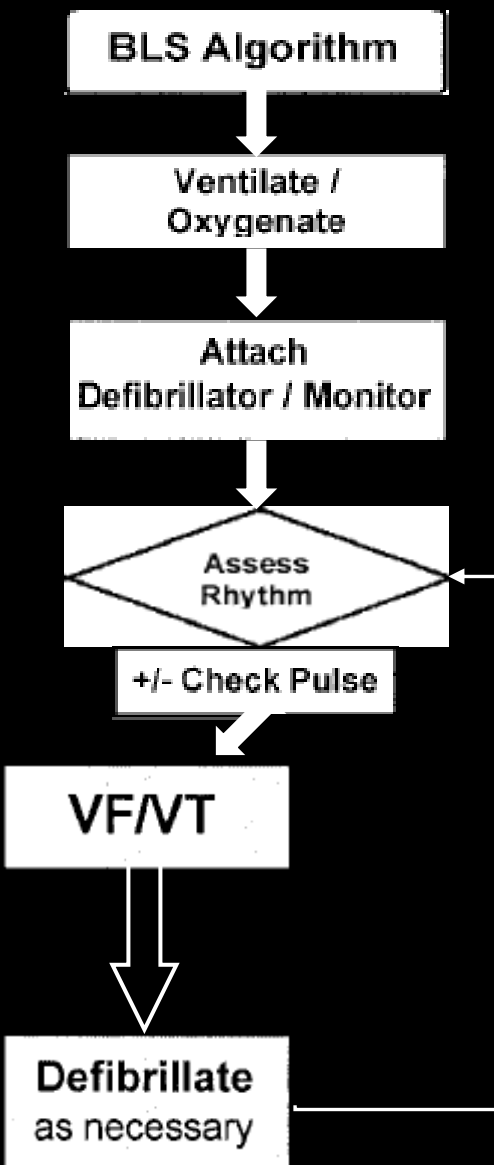 BLS Algorithm
Ventilate /
Oxygenate
Attach
Defibrillator / Monitor
Assess
Rhythm
+/- Check Pulse
VF/VT
Defibrillate
as necessary